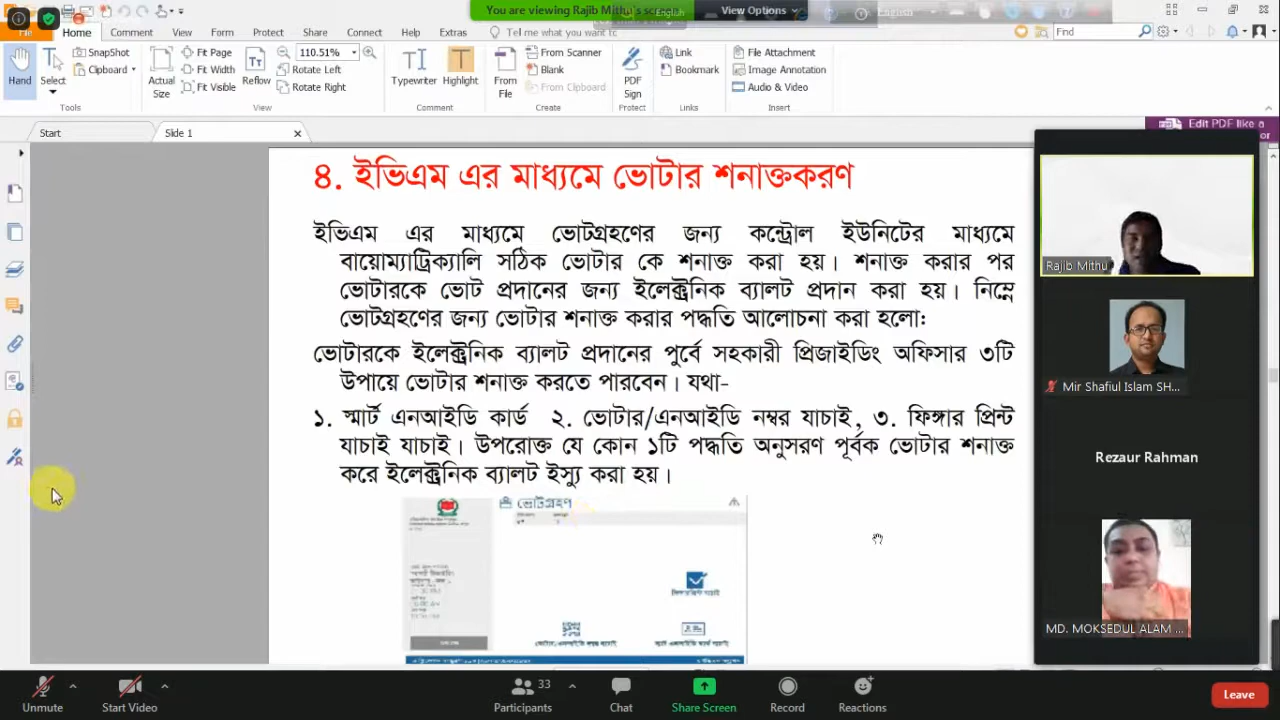 You are viewing Rajib Mithu's screen
View Options
English
English
File
Home
Comment
View
Form
Protect
Share
Connect
Help
Extras
Tell me what you want to
Find
Hand
Select
SnapShot
Clipboard
Tools
Actual Size
Fit Page
Fit Width
Fit Visible
Reflow
110.51%
Rotate Left
Rotate Right
View
Typewriter
Highlight
Comment
From File
From Scanner
Blank
From Clipboard
Create
PDF Sign
Protect
Link
Bookmark
Links
File Attachment
Image Annotation
Audio & Video
Insert
Start
Slide 1
Edit PDF like a
৪. ইভিএম এর মাধ্যমে ভোটার শনাক্তকরণ
ইভিএম এর মাধ্যমে ভোটগ্রহণের জন্য কন্ট্রোল ইউনিটের মাধ্যমে
বায়োম্যাট্রিক্যালি সঠিক ভোটার কে শনাক্ত করা হয়। শনাক্ত করার পর
ভোটারকে ভোট প্রদানের জন্য ইলেক্ট্রনিক ব্যালট প্রদান করা হয়। নিম্নে
ভোটগ্রহণের জন্য ভোটার শনাক্ত করার পদ্ধতি আলোচনা করা হলো:
ভোটারকে ইলেক্ট্রনিক ব্যালট প্রদানের পুর্বে সহকারী প্রিজাইডিং অফিসার ৩টি
উপায়ে ভোটার শনাক্ত করতে পারবেন। যথা-
১. স্মার্ট এনআইডি কার্ড ২. ভোটার/এনআইডি নম্বর যাচাই, ৩. ফিঙ্গার প্রিন্ট
যাচাই যাচাই। উপরোক্ত যে কোন ১টি পদ্ধতি অনুসরণ পূর্বক ভোটার শনাক্ত
করে ইলেক্ট্রনিক ব্যালট ইস্যু করা হয়।
ভোটগ্রহণ
Rajib Mithu
Mir Shafiul Islam SH...
Rezaur Rahman
MD. MOKSEDUL ALAM ...
Unmute
Start Video
33
Participants
Chat
Share Screen
Record
Reactions
Leave